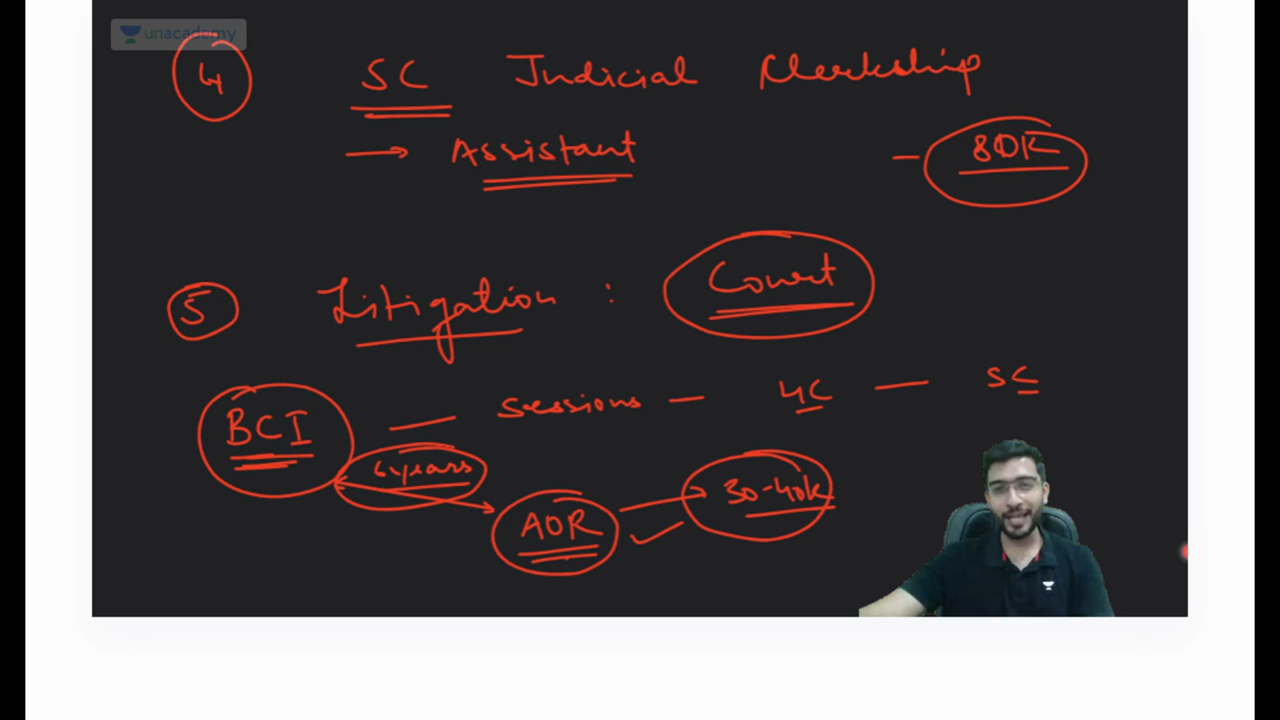 unacademy
4 SC Judicial Clerkship
→ Assistant - 80K
5 Litigation : Court
BCI — Sessions — HC — SC
6 years
AOR → 30-40k